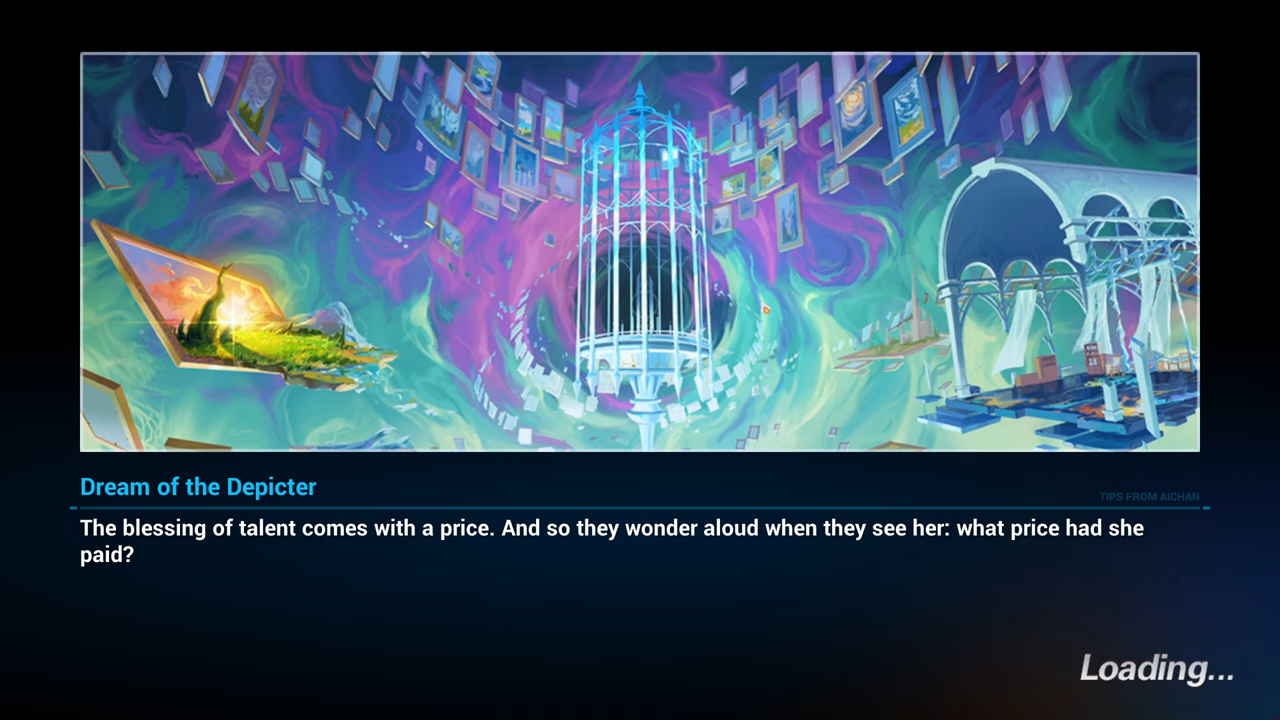 Dream of the Depicter
TIPS FROM AICHAN
The blessing of talent comes with a price. And so they wonder aloud when they see her: what price had she
paid?
Loading...